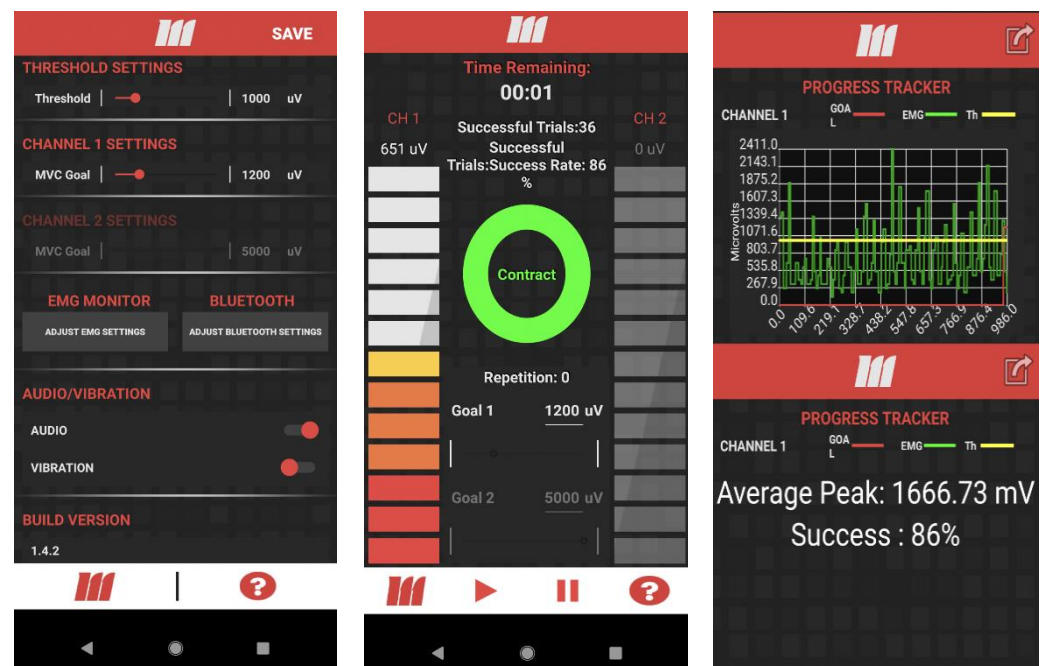 SAVE
THRESHOLD SETTINGS
Threshold 1000 uV
CHANNEL 1 SETTINGS
MVC Goal 1200 uV
CHANNEL 2 SETTINGS
MVC Goal 5000 uV
EMG MONITOR BLUETOOTH
ADJUST EMG SETTINGS ADJUST BLUETOOTH SETTINGS
AUDIO/VIBRATION
AUDIO
VIBRATION
BUILD VERSION
1.4.2
?
Time Remaining:
00:01
CH 1 CH 2
Successful Trials:36
651 uV 0 uV
Successful
Trials:Success Rate: 86
%
Contract
Repetition: 0
Goal 1 1200 uV
Goal 2 5000 uV
?
PROGRESS TRACKER
CHANNEL 1 GOA
L EMG Th
2411.0
2143.1
1875.2
1607.3
1339.4
1071.6
803.7
535.8
267.9
0.0
Microvolts
0.0 109.6 219.1 328.7 438.2 547.8 657.3 766.9 876.4 986.0
PROGRESS TRACKER
CHANNEL 1 GOA
L EMG Th
Average Peak: 1666.73 mV
Success : 86%